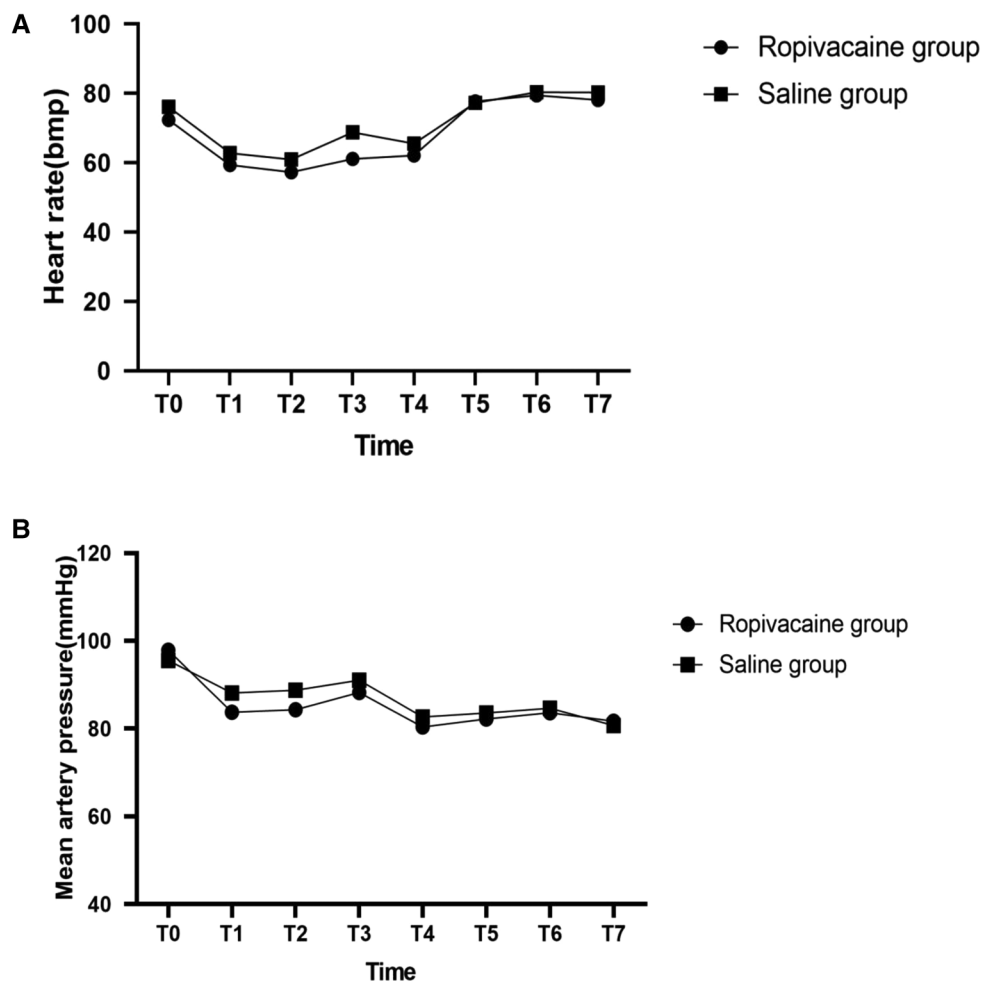 A
100
80
60
40
20
0
Heart rate(bmp)
T0 T1 T2 T3 T4 T5 T6 T7
Time
Ropivacaine group
Saline group
B
120
100
80
60
40
Mean artery pressure(mmHg)
T0 T1 T2 T3 T4 T5 T6 T7
Time
Ropivacaine group
Saline group